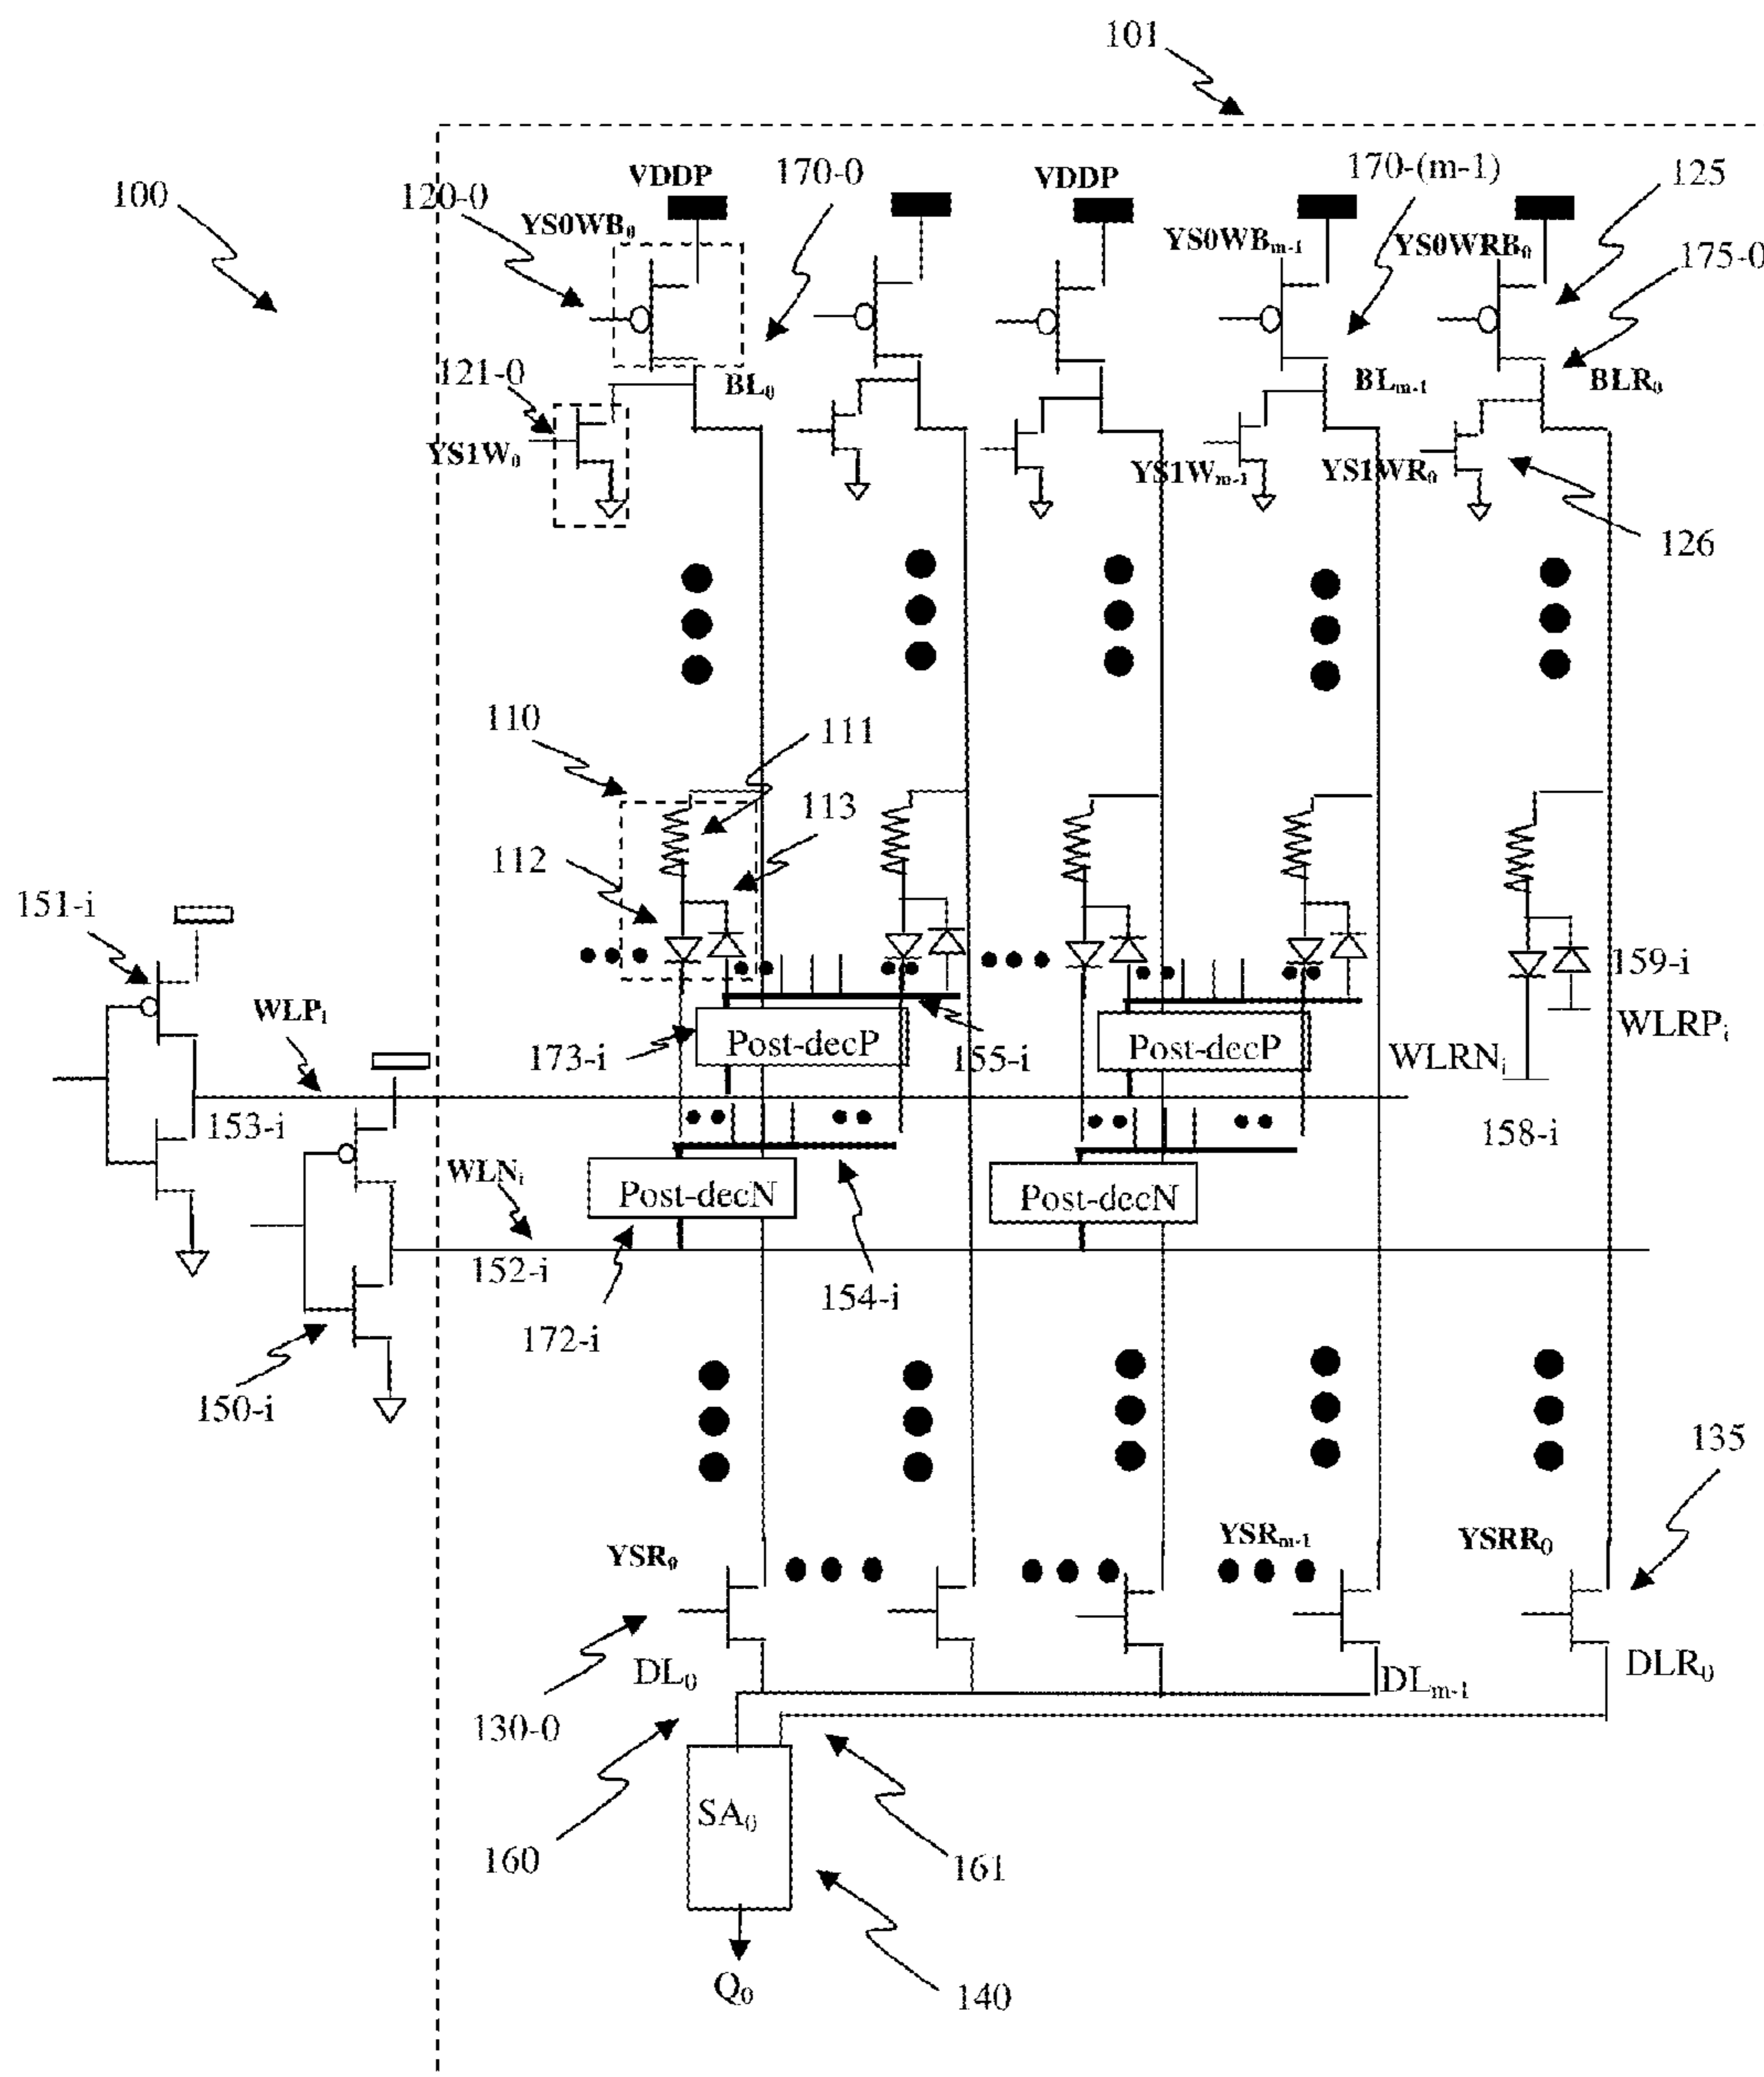 101
100
120-0
VDDP
170-0
VDDP
170-(m-1)
125
YS0WB₀
YS0WBₘ₋₁
YS0WRB₀
175-0
121-0
BL₀
BLₘ₋₁
BLR₀
YS1W₀
YS1Wₘ₋₁
YS1WR₀
126
110
111
113
112
151-i
159-i
WLPᵢ
173-i
Post-decP
155-i
Post-decP
WLRNᵢ
WLRPᵢ
153-i
158-i
WLNᵢ
Post-decN
Post-decN
152-i
154-i
172-i
150-i
135
YSR₀
YSRₘ₋₁
YSRR₀
DL₀
DLₘ₋₁
DLR₀
130-0
SA₀
160
161
Q₀
140